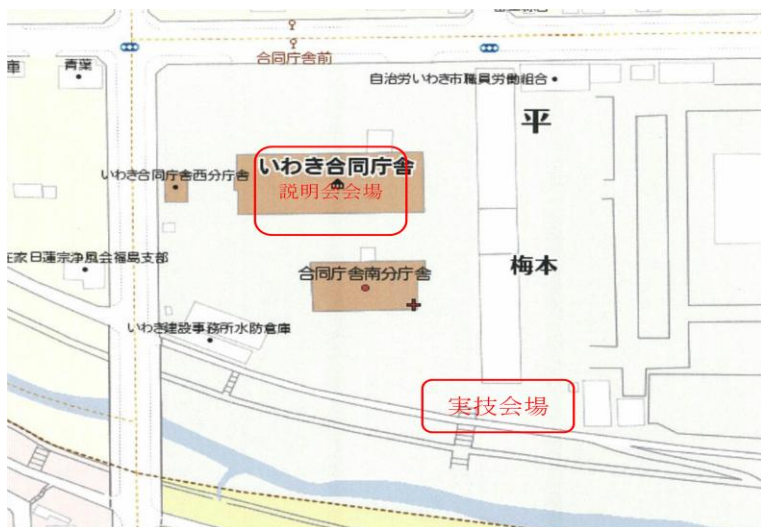 合同庁舎前
庫
青葉
自治労いわき市職員労働組合
平
いわき合同庁舎
説明会会場
いわき合同庁舎西分庁舎
在家日蓮宗浄風会福島支部
合同庁舎南分庁舎
梅本
いわき建設事務所水防倉庫
実技会場